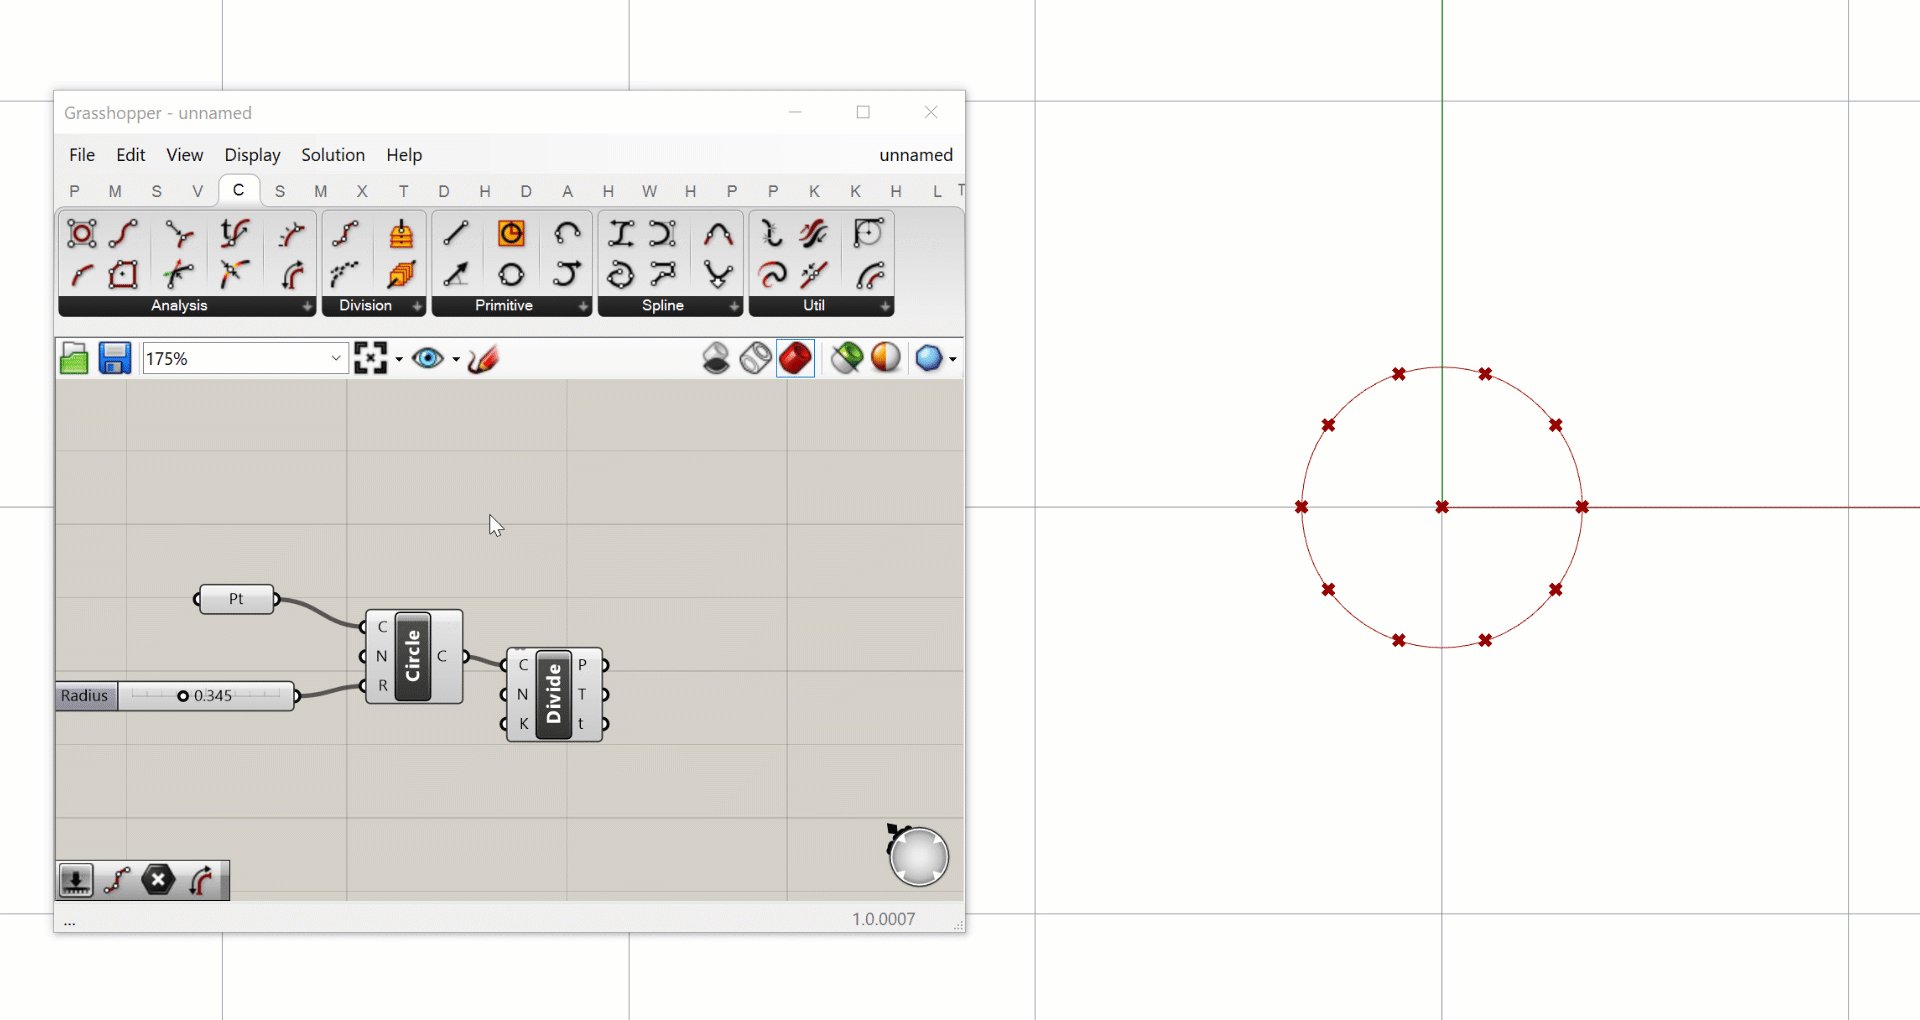 Grasshopper - unnamed
File Edit View Display Solution Help unnamed
P M S V C S M X T D H D A H W H P P K K H L T
Analysis Division Primitive Spline Util
175%
Pt
C N R Circle C
Radius 0.345
C N K Divide P T t
...
1.0.0007